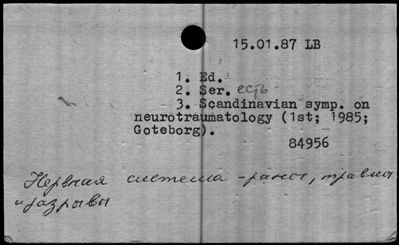 15.01.87 LB
1. Ed.
2. Ser. есть
3. Scandinavian symp. on
neurotraumatology (1st; 1985;
Goteborg).
84956
Нервная система - раны, травмы
и разрывы